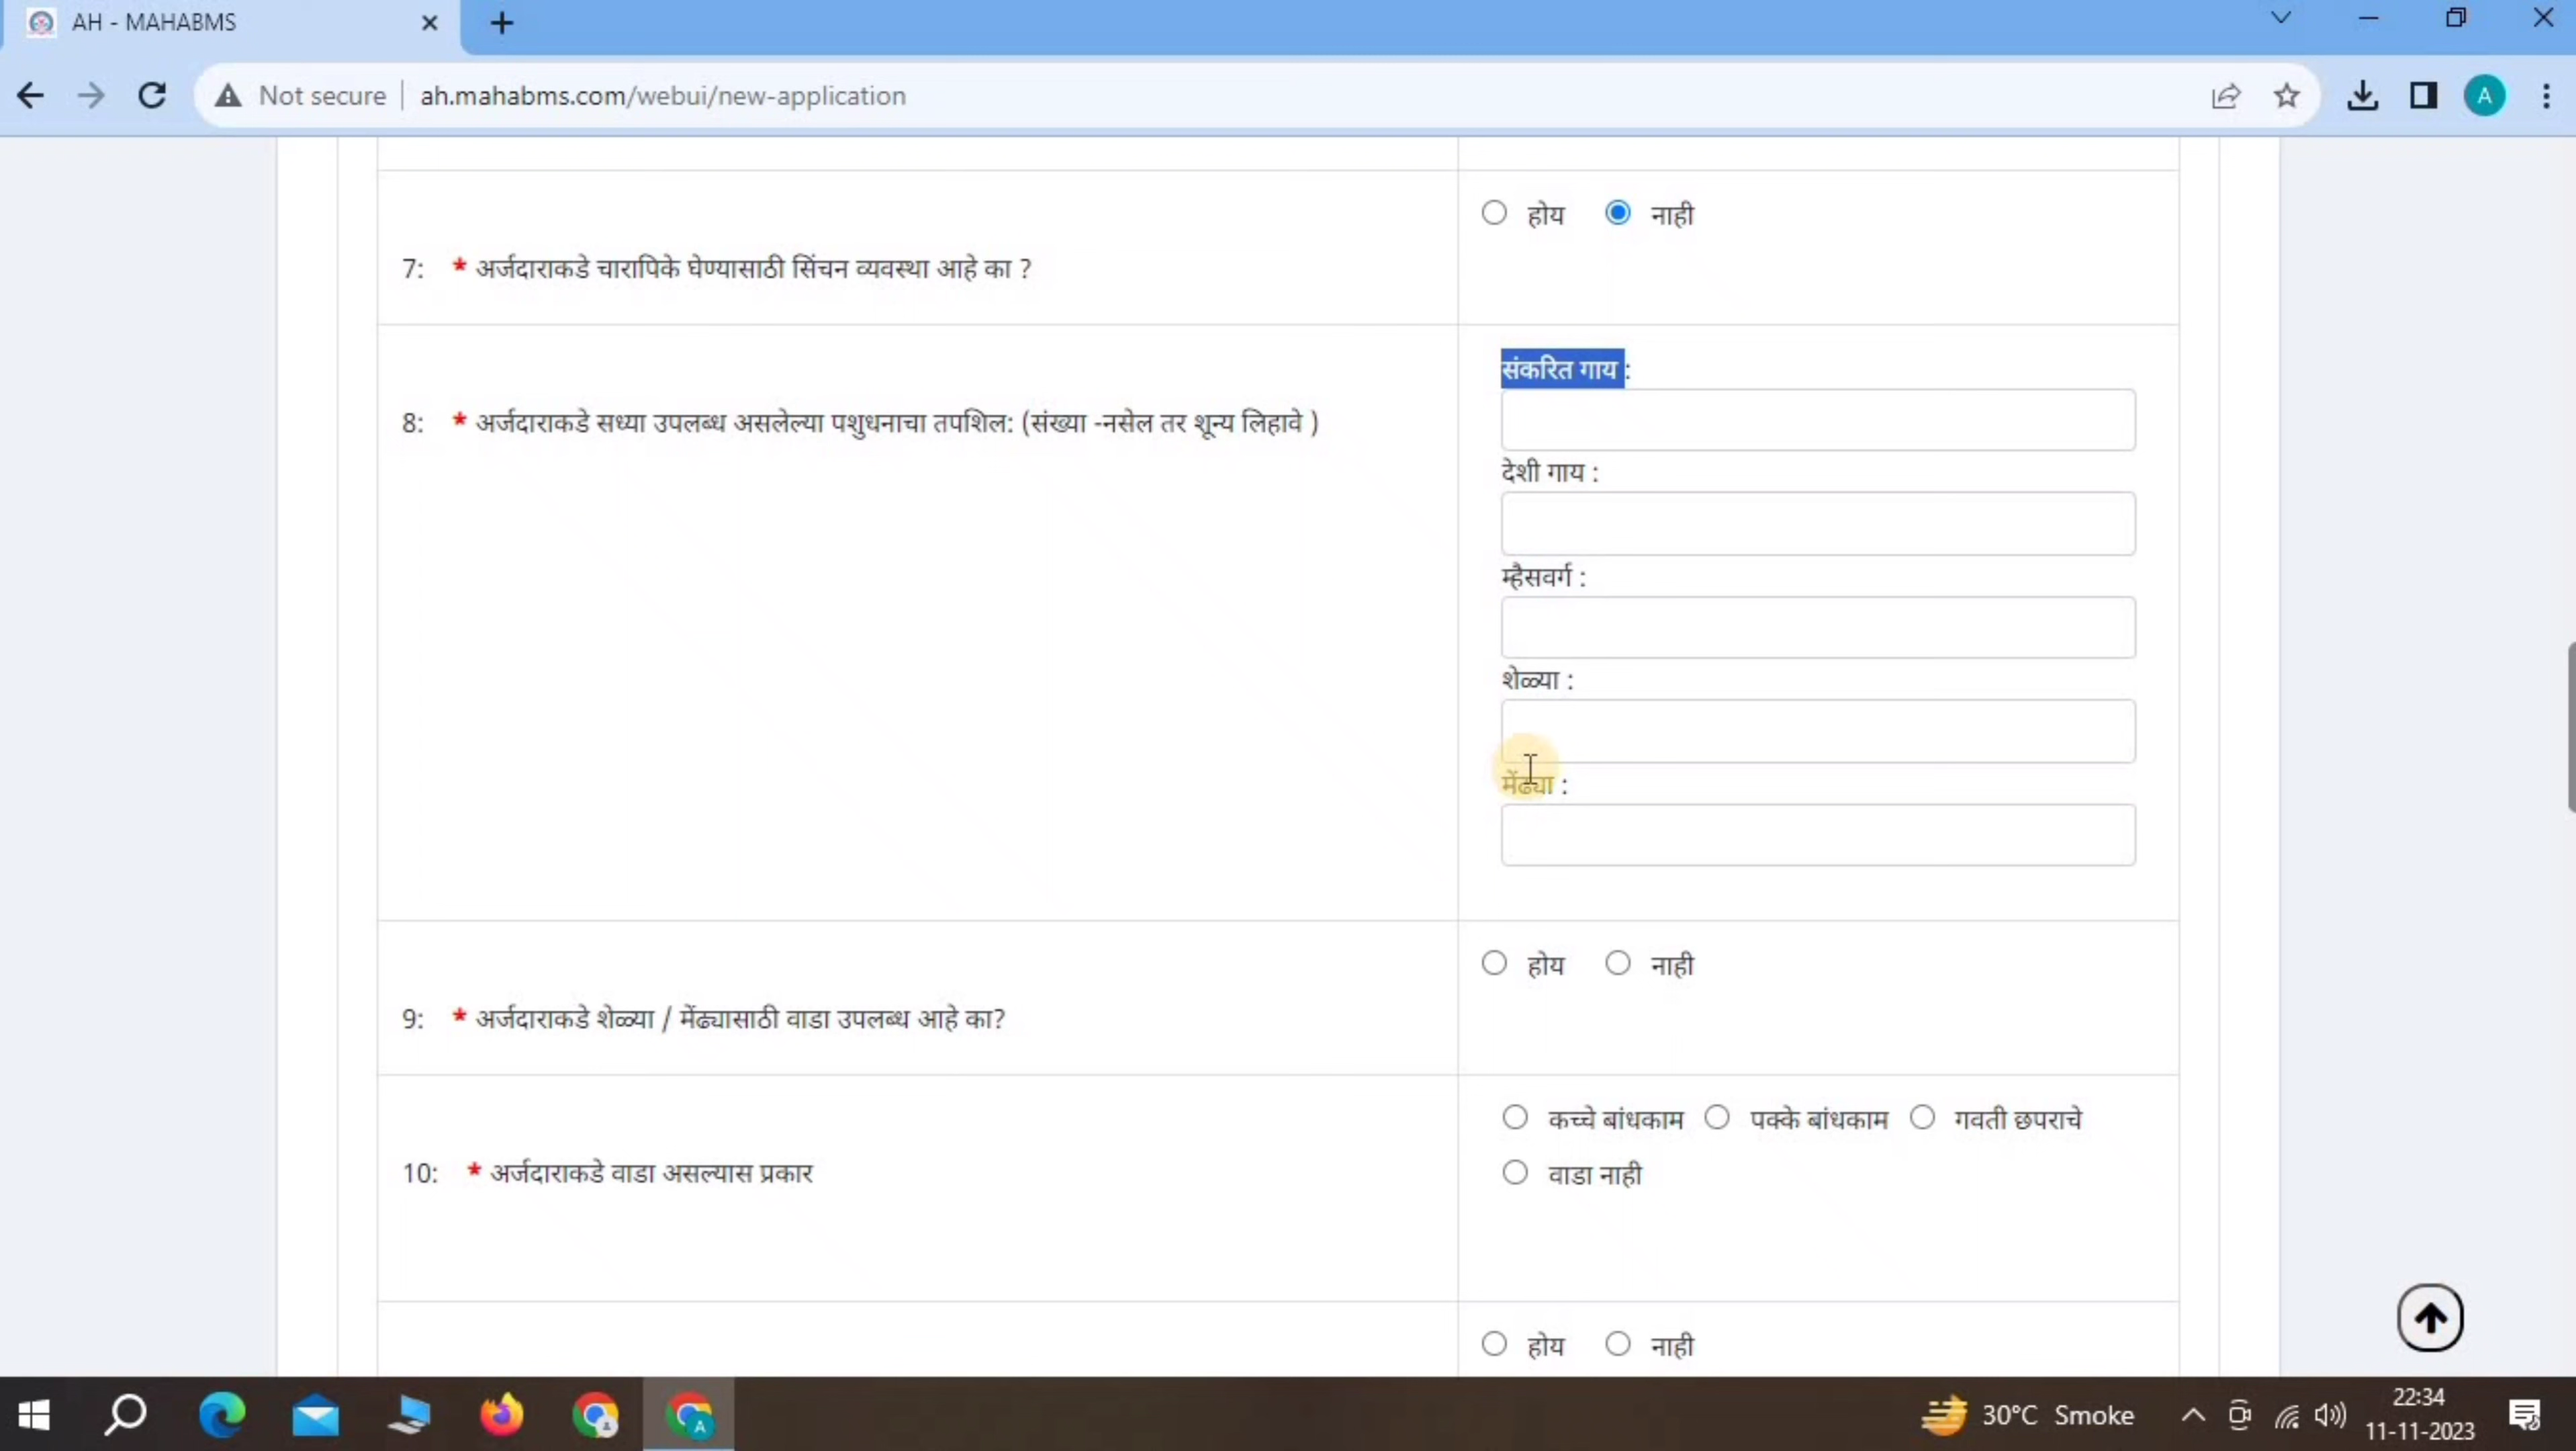 AH - MAHABMS
Not secure
ah.mahabms.com/webui/new-application
A
होय नाही
7: * अर्जदाराकडे चारापिके घेण्यासाठी सिंचन व्यवस्था आहे का ?
संकरित गाय :
8: * अर्जदाराकडे सध्या उपलब्ध असलेल्या पशुधनाचा तपशिल: (संख्या -नसेल तर शून्य लिहावे )
देशी गाय :
म्हैसवर्ग :
शेळ्या :
मेंढ्या :
होय नाही
9: * अर्जदाराकडे शेळ्या / मेंढ्यासाठी वाडा उपलब्ध आहे का?
कच्चे बांधकाम पक्के बांधकाम गवती छपराचे
10: * अर्जदाराकडे वाडा असल्यास प्रकार
वाडा नाही
होय नाही
A
30°C Smoke
22:34
11-11-2023